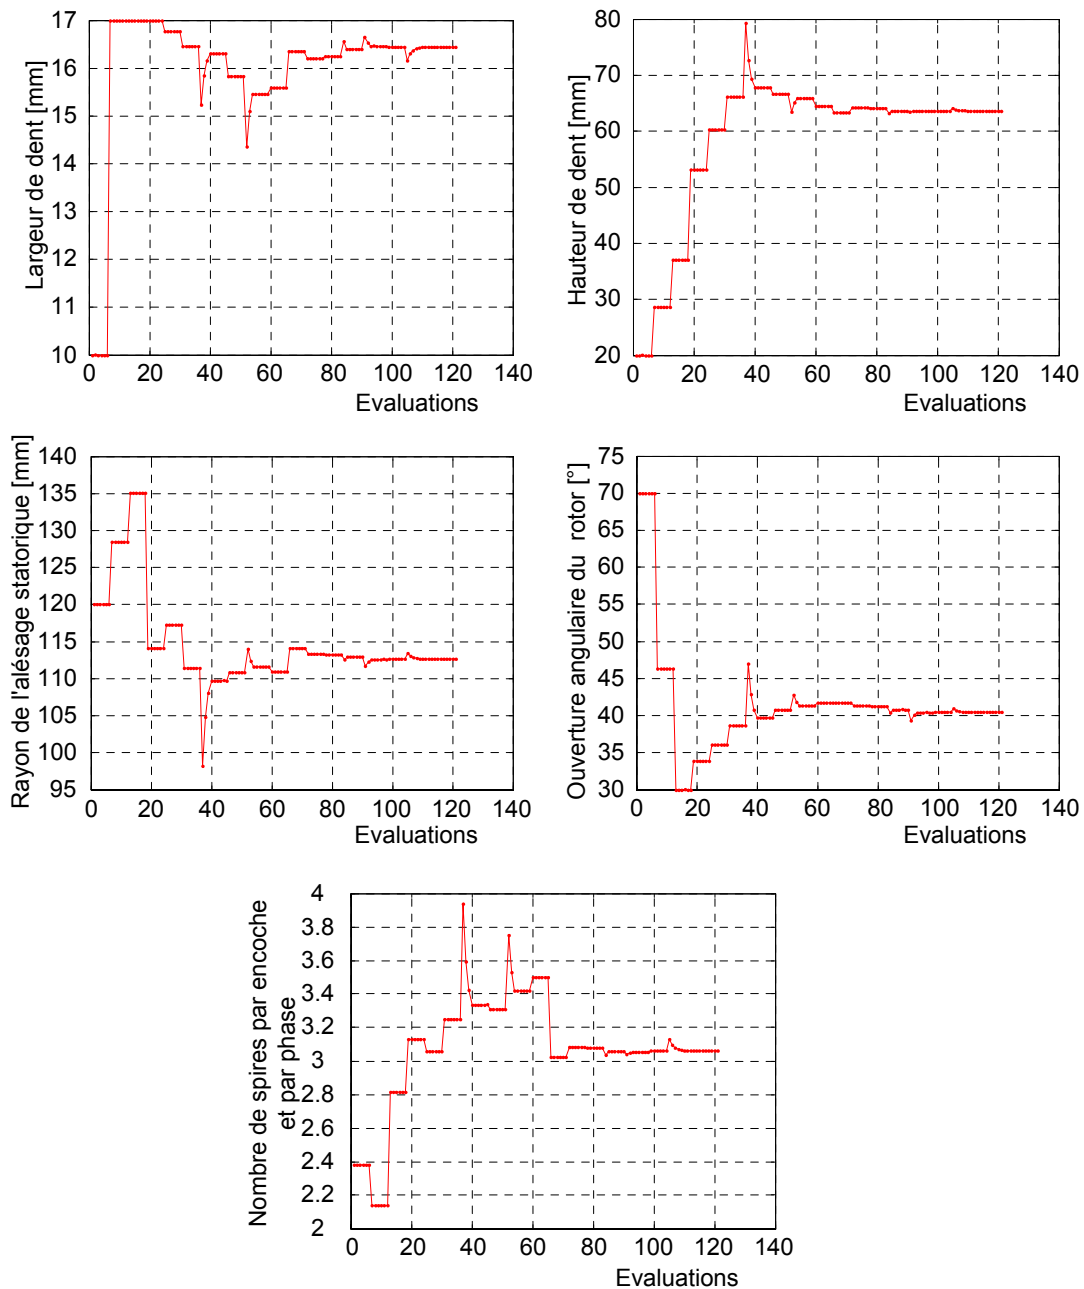 17
16
15
14
13
12
11
10
0 20 40 60 80 100 120 140
Largeur de dent [mm]
Evaluations
80
70
60
50
40
30
20
0 20 40 60 80 100 120 140
Hauteur de dent [mm]
Evaluations
140
135
130
125
120
115
110
105
100
95
0 20 40 60 80 100 120 140
Rayon de l'alésage statorique [mm]
Evaluations
75
70
65
60
55
50
45
40
35
30
0 20 40 60 80 100 120 140
Ouverture angulaire du rotor [°]
Evaluations
4
3.8
3.6
3.4
3.2
3
2.8
2.6
2.4
2.2
2
0 20 40 60 80 100 120 140
Nombre de spires par encoche
et par phase
Evaluations